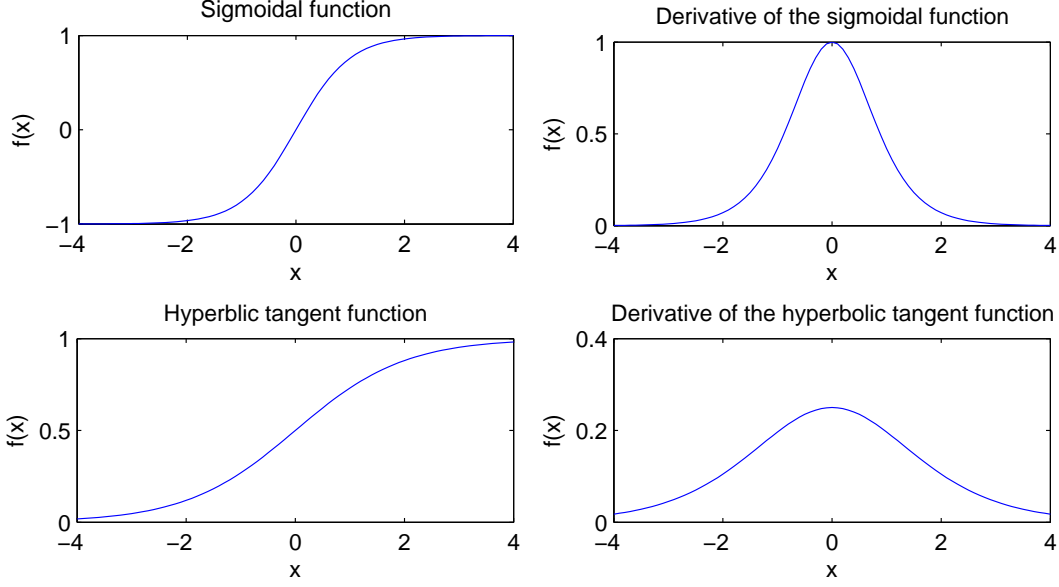 Sigmoidal function
1
0
−1
f(x)
−4 −2 0 2 4
x
Derivative of the sigmoidal function
1
0.5
0
f(x)
−4 −2 0 2 4
x
Hyperblic tangent function
1
0.5
0
f(x)
−4 −2 0 2 4
x
Derivative of the hyperbolic tangent function
0.4
0.2
0
f(x)
−4 −2 0 2 4
x